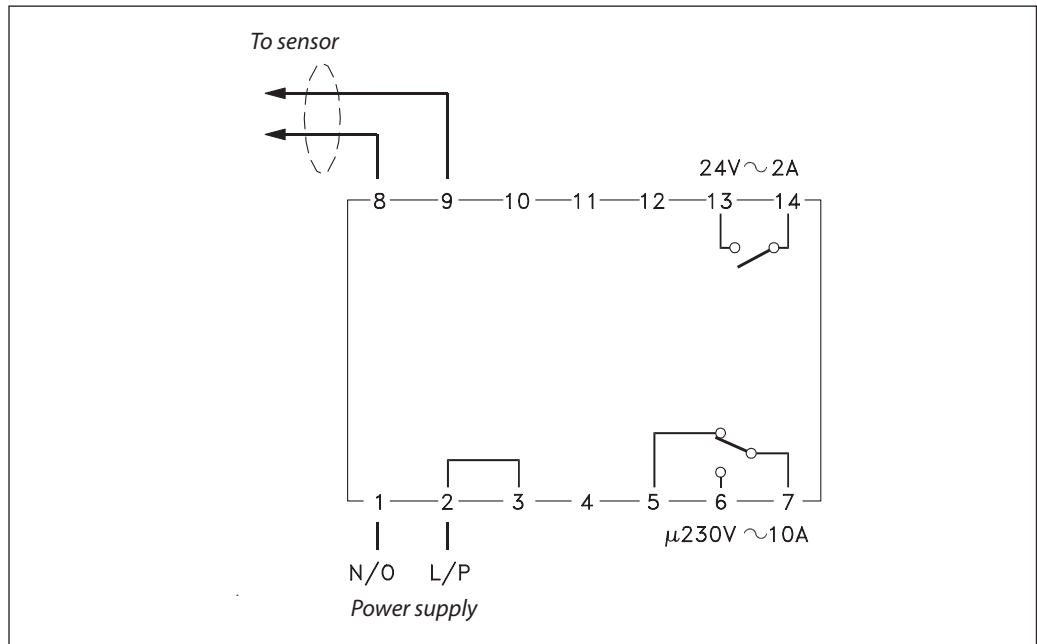 To sensor
24V ~ 2A
8 9 10 11 12 13 14
1 2 3 4 5 6 7
μ230V ~10A
N/O L/P
Power supply